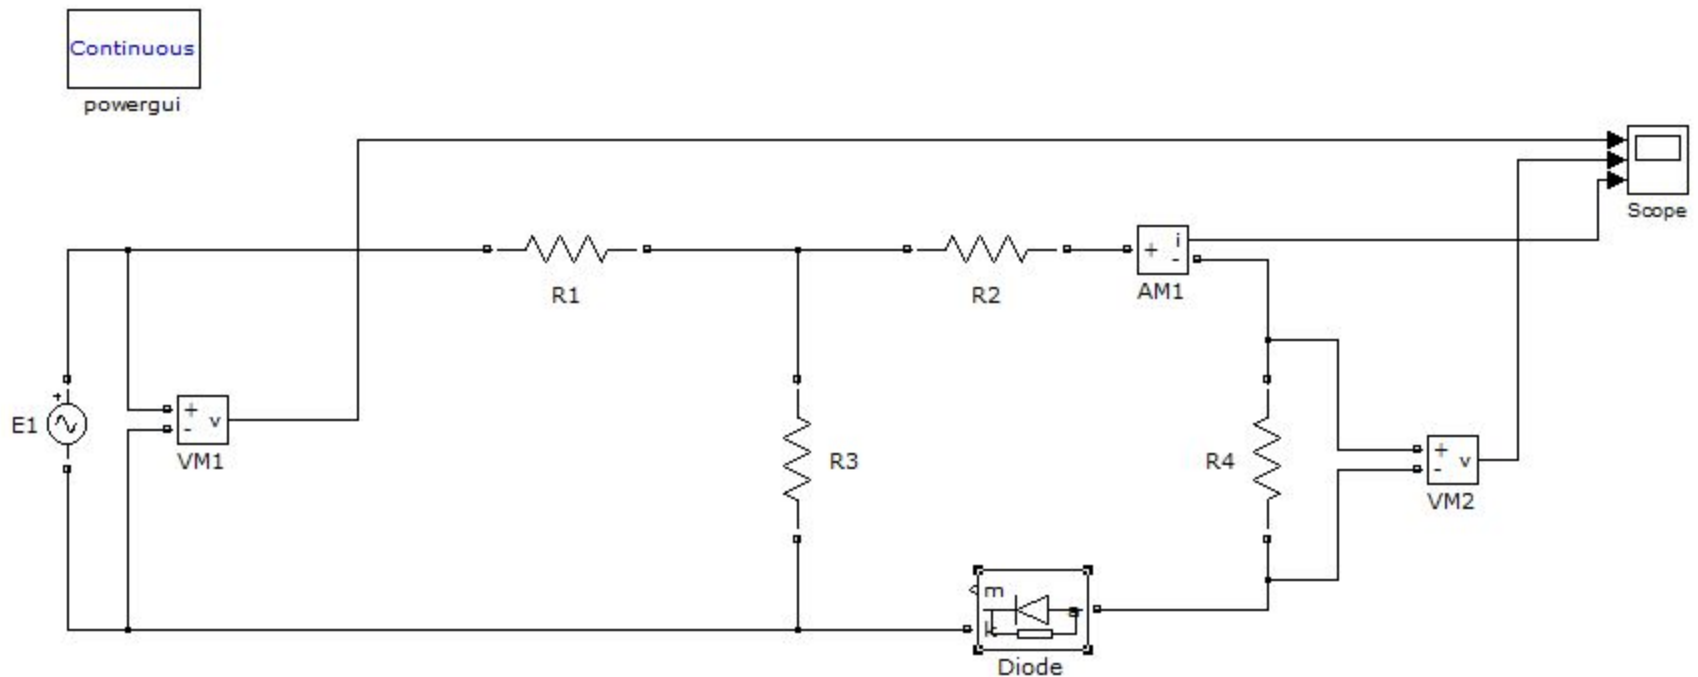 Continuous
powergui
Scope
R1
R2
+ i
-
AM1
E1
+
+ v
-
VM1
R3
R4
+ v
-
VM2
m
k
Diode